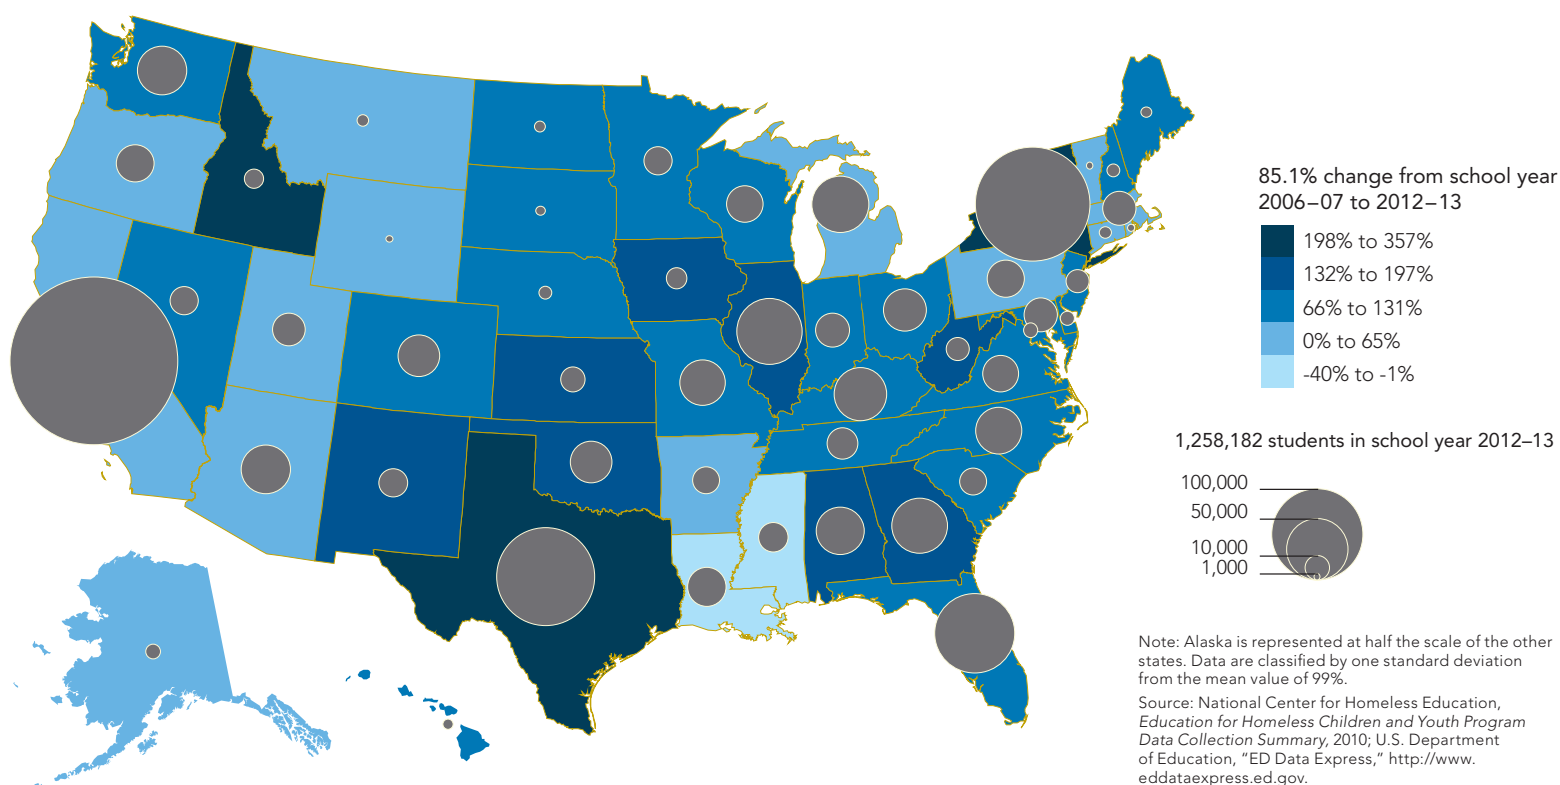 85.1% change from school year
2006–07 to 2012–13
198% to 357%
132% to 197%
66% to 131%
0% to 65%
-40% to -1%
1,258,182 students in school year 2012–13
100,000
50,000
10,000
1,000
Note: Alaska is represented at half the scale of the other
states. Data are classified by one standard deviation
from the mean value of 99%.
Source: National Center for Homeless Education,
Education for Homeless Children and Youth Program
Data Collection Summary, 2010; U.S. Department
of Education, “ED Data Express,” http://www.
eddataexpress.ed.gov.